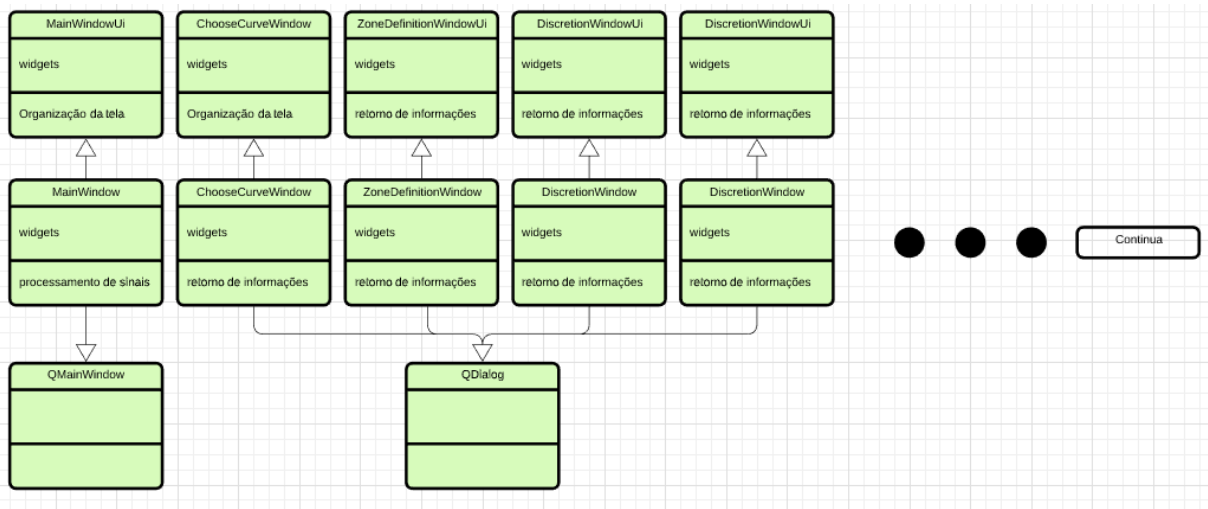 MainWindowUi
widgets
Organização da tela
ChooseCurveWindow
widgets
Organização da tela
ZoneDefinitionWindowUi
widgets
retorno de informações
DiscretionWindowUi
widgets
retorno de informações
DiscretionWindowUi
widgets
retorno de informações
MainWindow
widgets
processamento de sinais
ChooseCurveWindow
widgets
retorno de informações
ZoneDefinitionWindow
widgets
retorno de informações
DiscretionWindow
widgets
retorno de informações
DiscretionWindow
widgets
retorno de informações
Continua
QMainWindow
QDialog